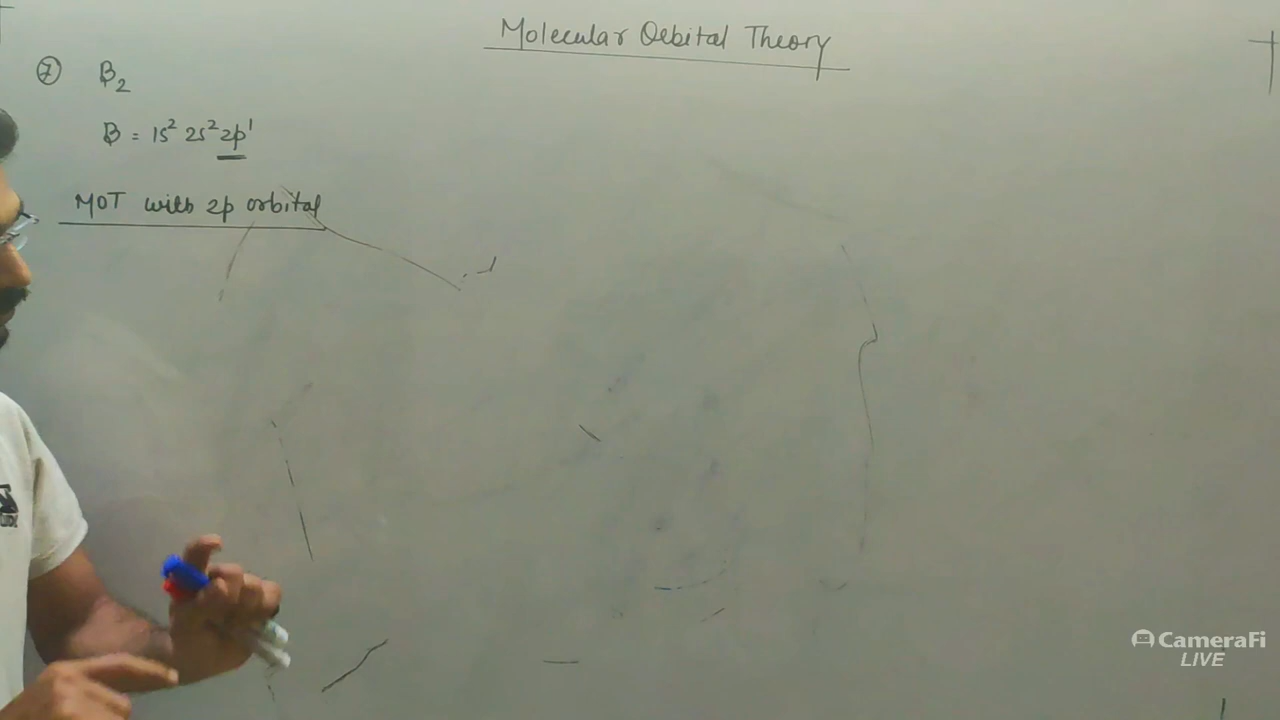 Molecular Orbital Theory
⑦ B₂
B = 1s² 2s² 2p¹
MOT with 2p orbital
CameraFi
LIVE